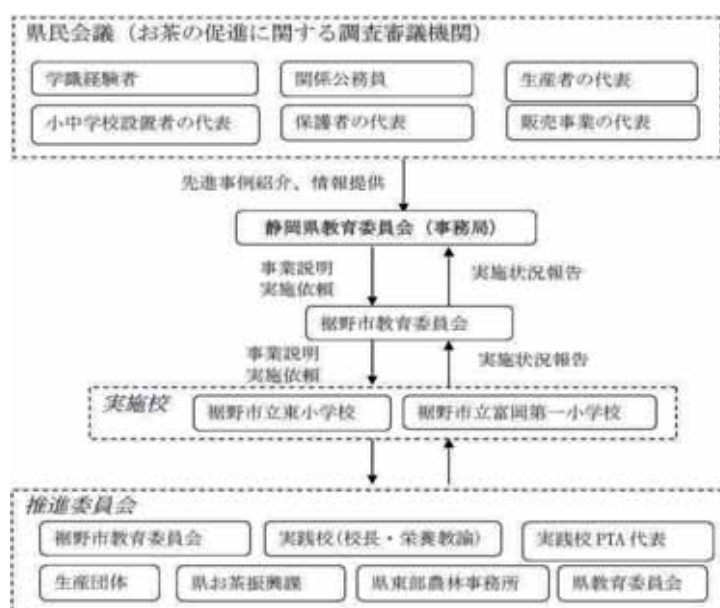 県民会議（お茶の促進に関する調査審議機関）
学識経験者
関係公務員
生産者の代表
小中学校設置者の代表
保護者の代表
販売事業の代表
先進事例紹介、情報提供
静岡県教育委員会（事務局）
事業説明
実施依頼
実施状況報告
裾野市教育委員会
事業説明
実施依頼
実施状況報告
実施校
裾野市立東小学校
裾野市立富岡第一小学校
推進委員会
裾野市教育委員会
実践校(校長・栄養教諭)
実践校 PTA 代表
生産団体
県お茶振興課
県東部農林事務所
県教育委員会